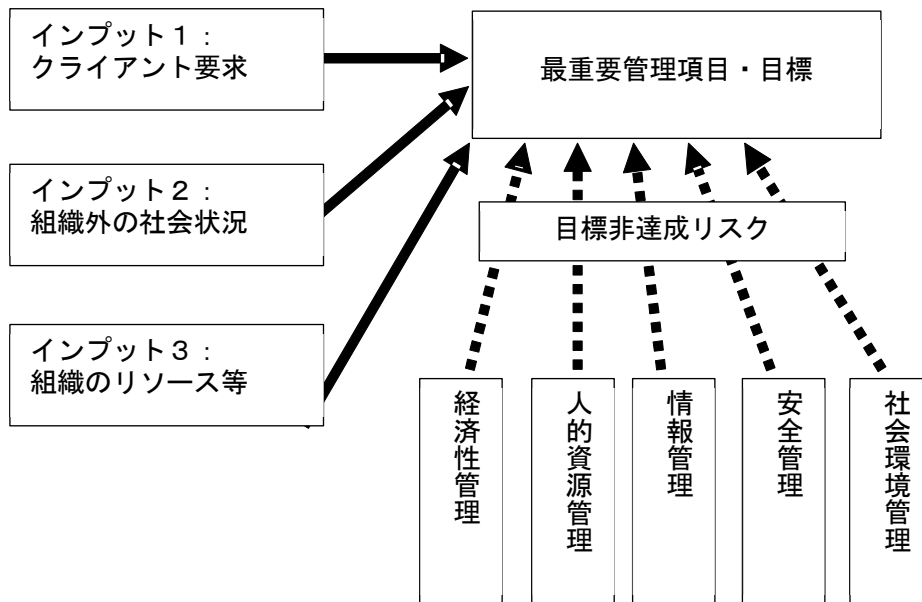 インプット１：
クライアント要求
最重要管理項目・目標
インプット２：
組織外の社会状況
目標非達成リスク
インプット３：
組織のリソース等
経済性管理
人的資源管理
情報管理
安全管理
社会環境管理